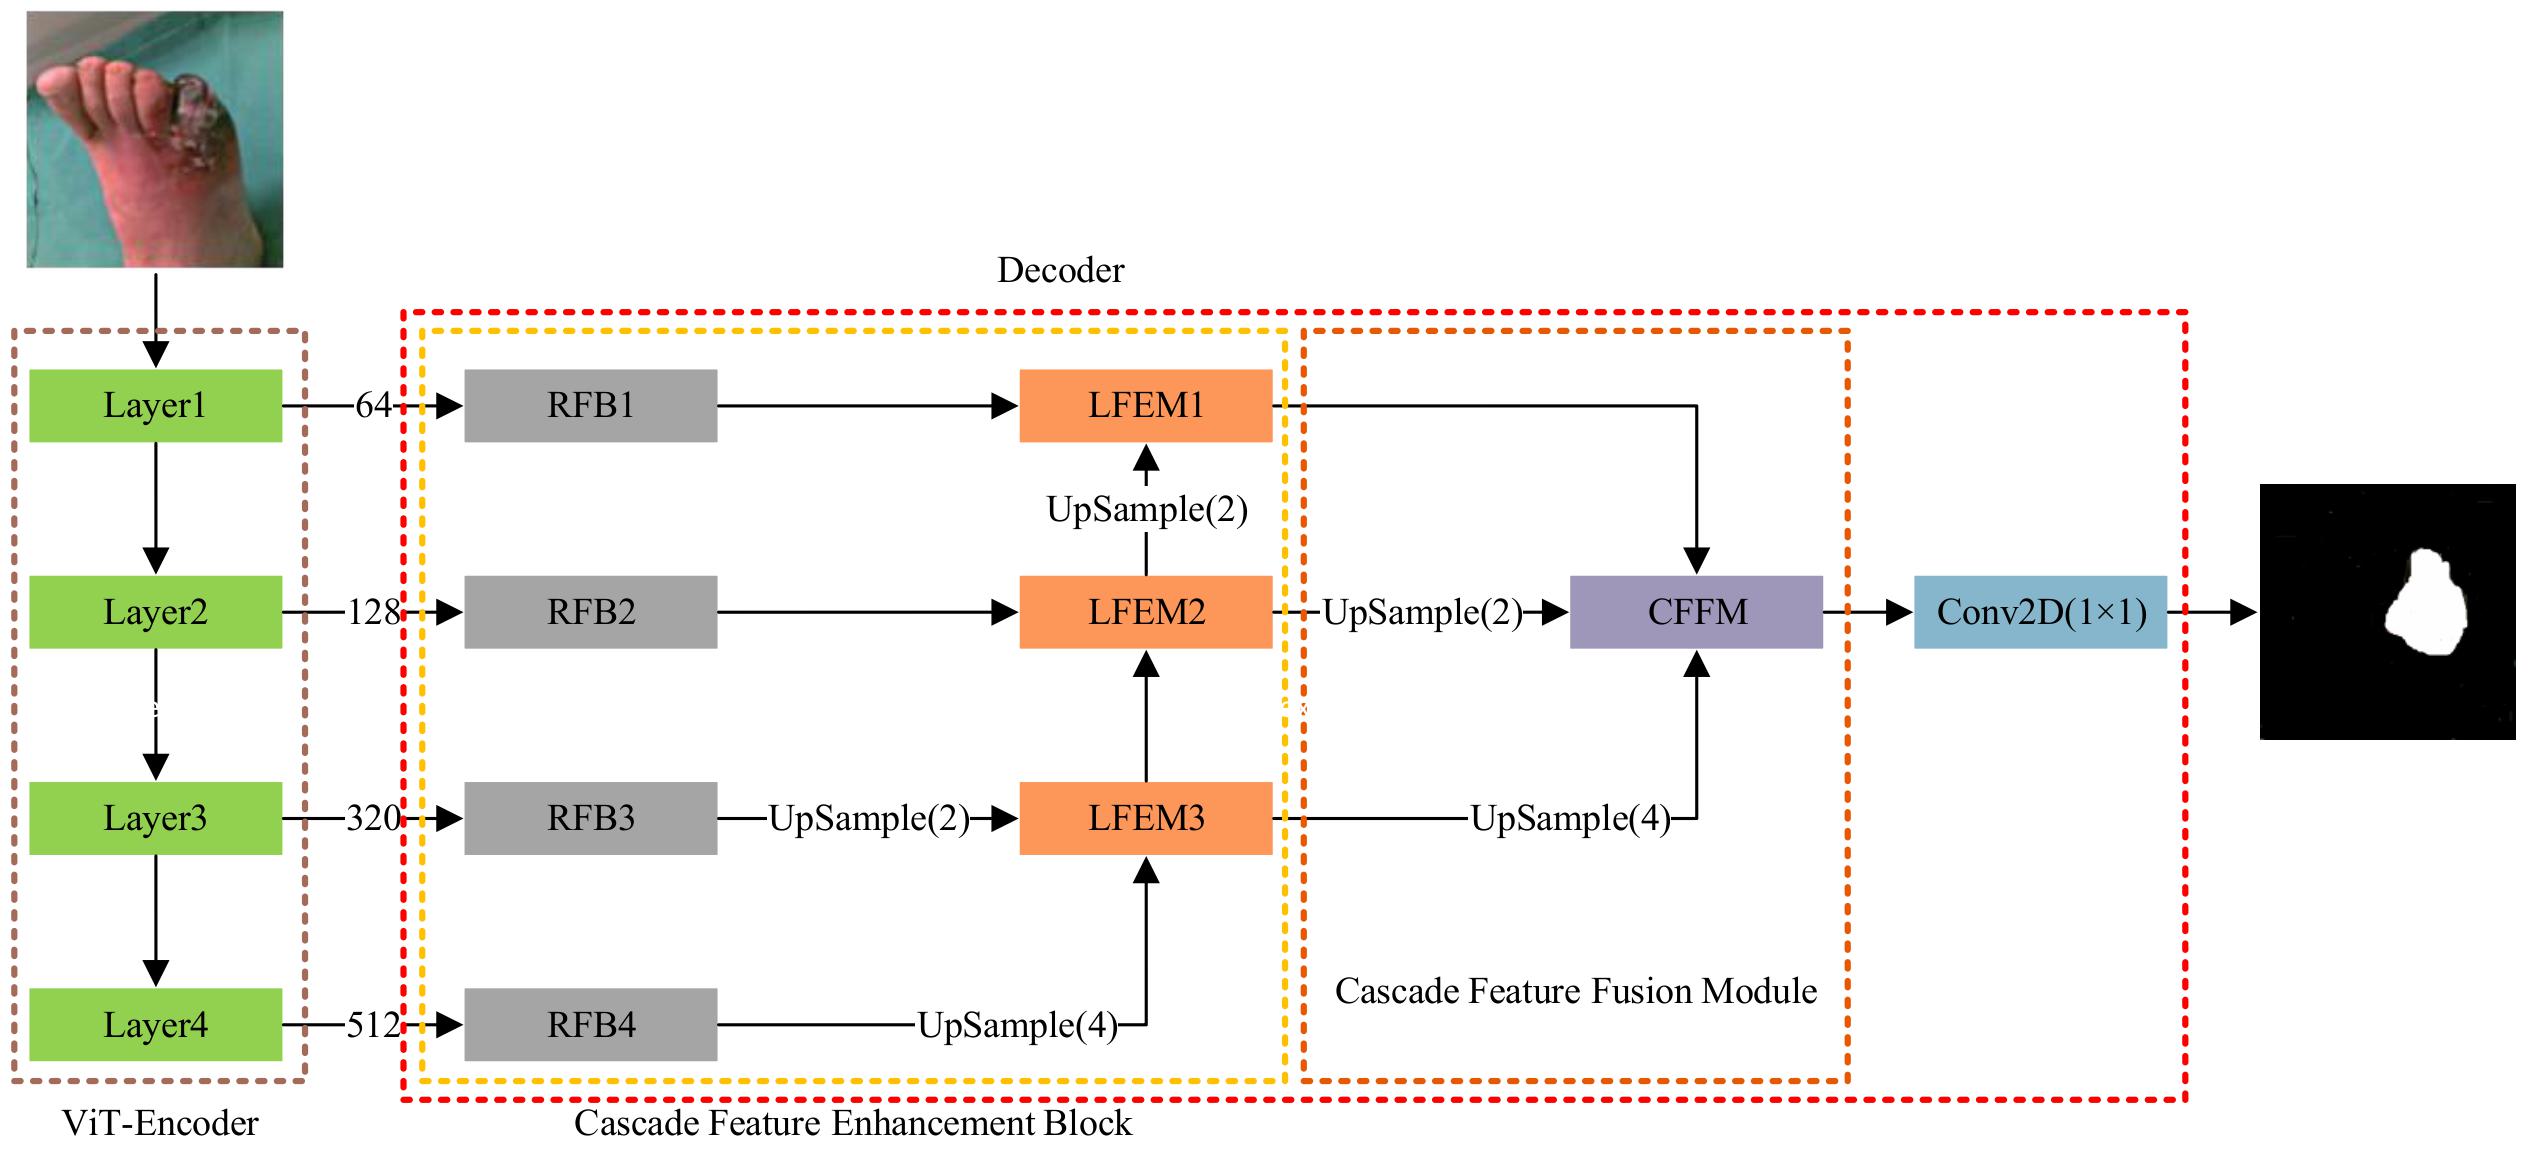 Decoder
Layer1
64
RFB1
LFEM1
UpSample(2)
Layer2
128
RFB2
LFEM2
UpSample(2)
CFFM
Conv2D(1×1)
Layer3
320
RFB3
UpSample(2)
LFEM3
UpSample(4)
Cascade Feature Fusion Module
Layer4
512
RFB4
UpSample(4)
ViT-Encoder
Cascade Feature Enhancement Block